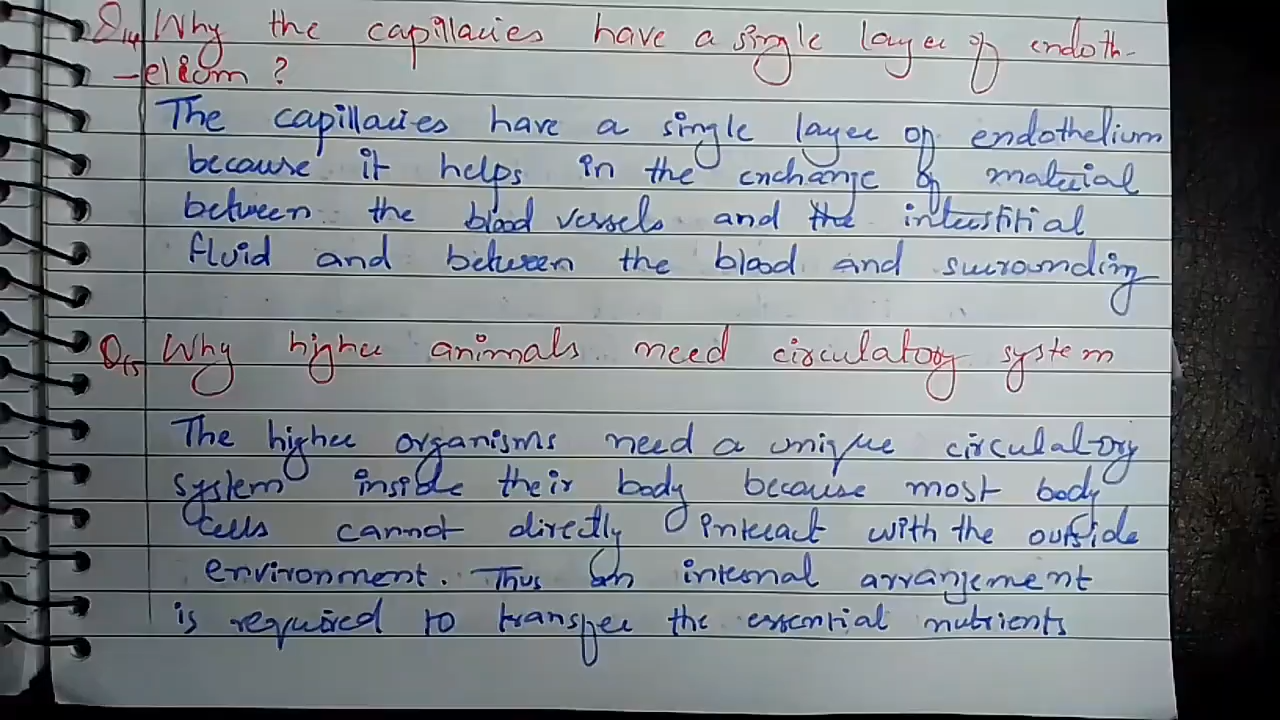 Q14 Why the capillaries have a single layer of endoth-
-eliom ?
The capillaries have a single layer of endothelium
because it helps in the exchange of material
between the blood vessels and the interstitial
fluid and between the blood and surrounding
Q15 Why higher animals need circulatory system
The higher organisms need a unique circulatory
system inside their body because most body
cells cannot directly interact with the outside
environment. Thus an internal arrangement
is required to transfer the essential nutrients